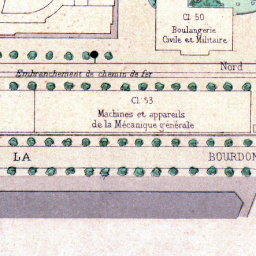 Cl 50
Boulangerie
Civile et Militaire
Nord
Embranchement de chemin de fer
Cl 53
Machines et appareils
de la Mécanique générale
LA BOURDON